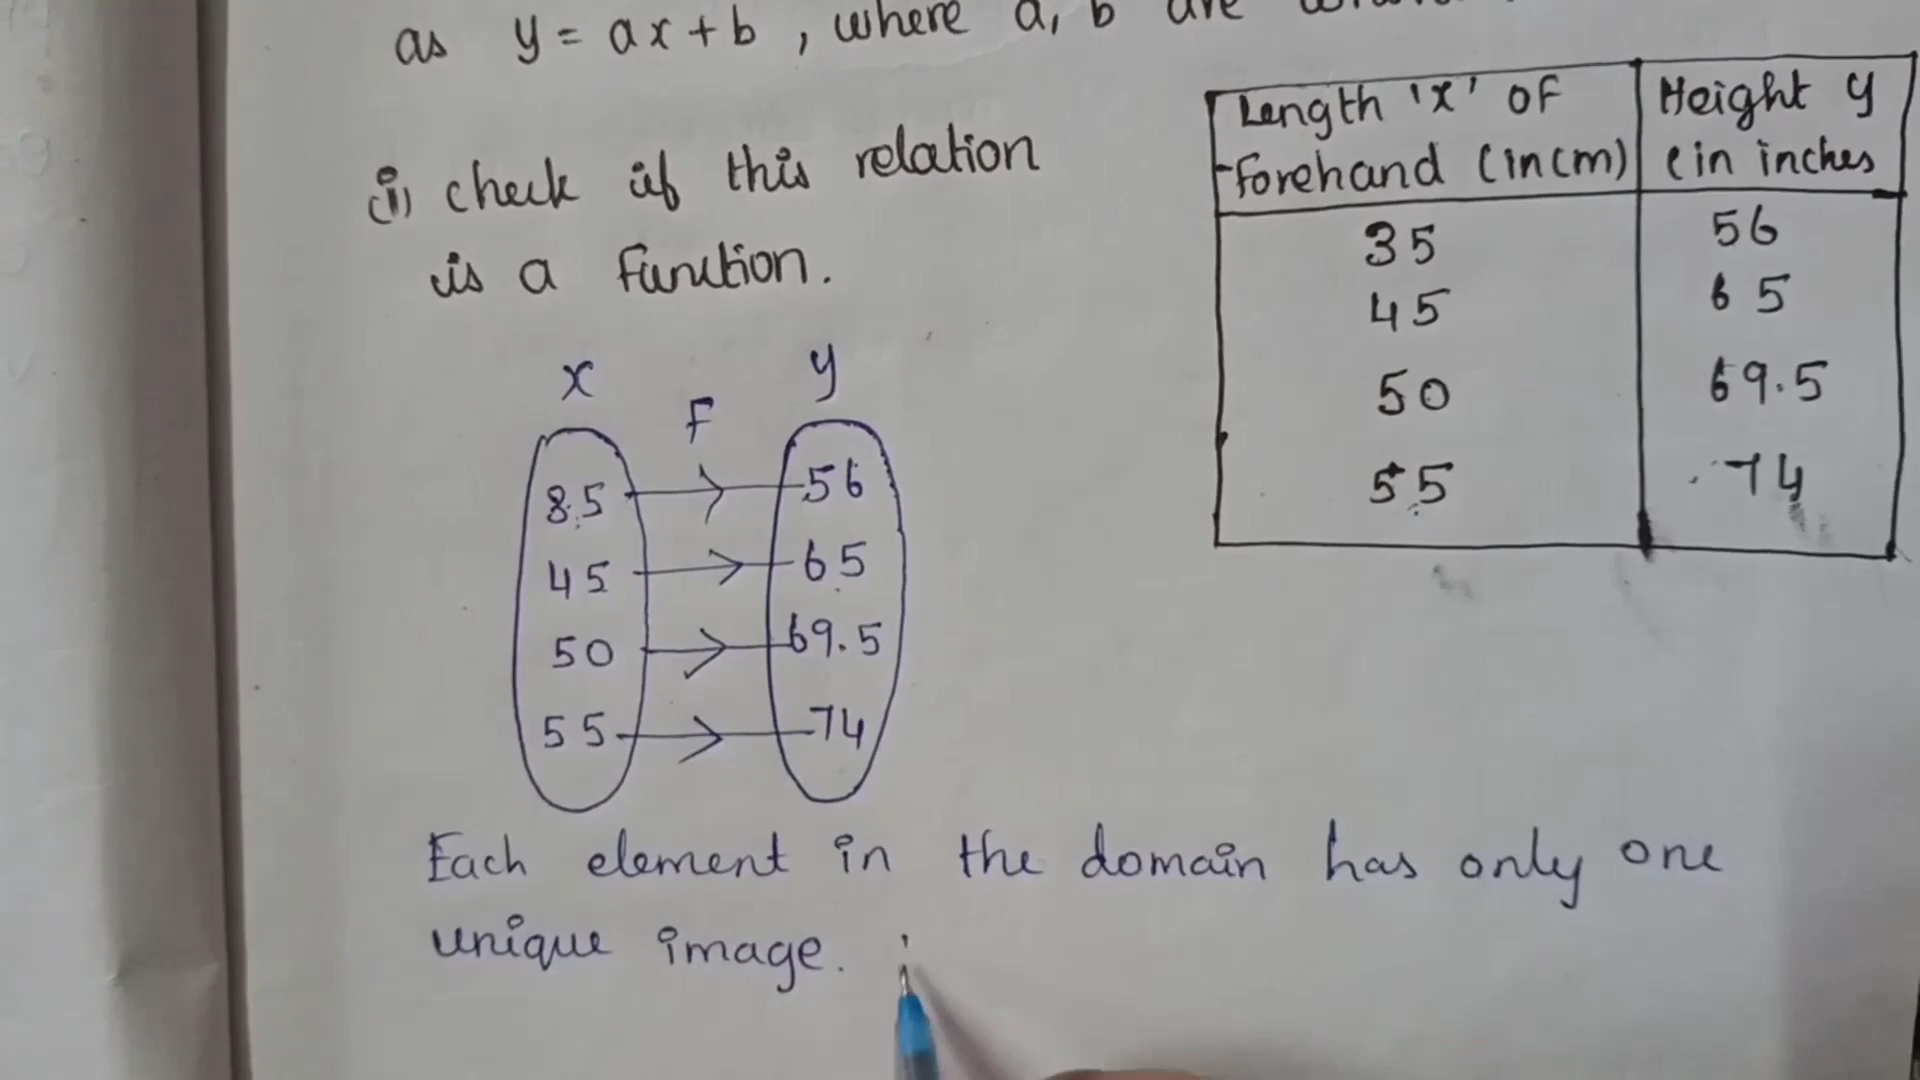 as y = ax + b , where a, b are
(i) check if this relation
is a function.
Length 'x' of
Forehand (in cm)
Height y
(in inches
35 56
45 65
50 69.5
55 74
x F y
85 56
45 65
50 69.5
55 74
Each element in the domain has only one
unique image.